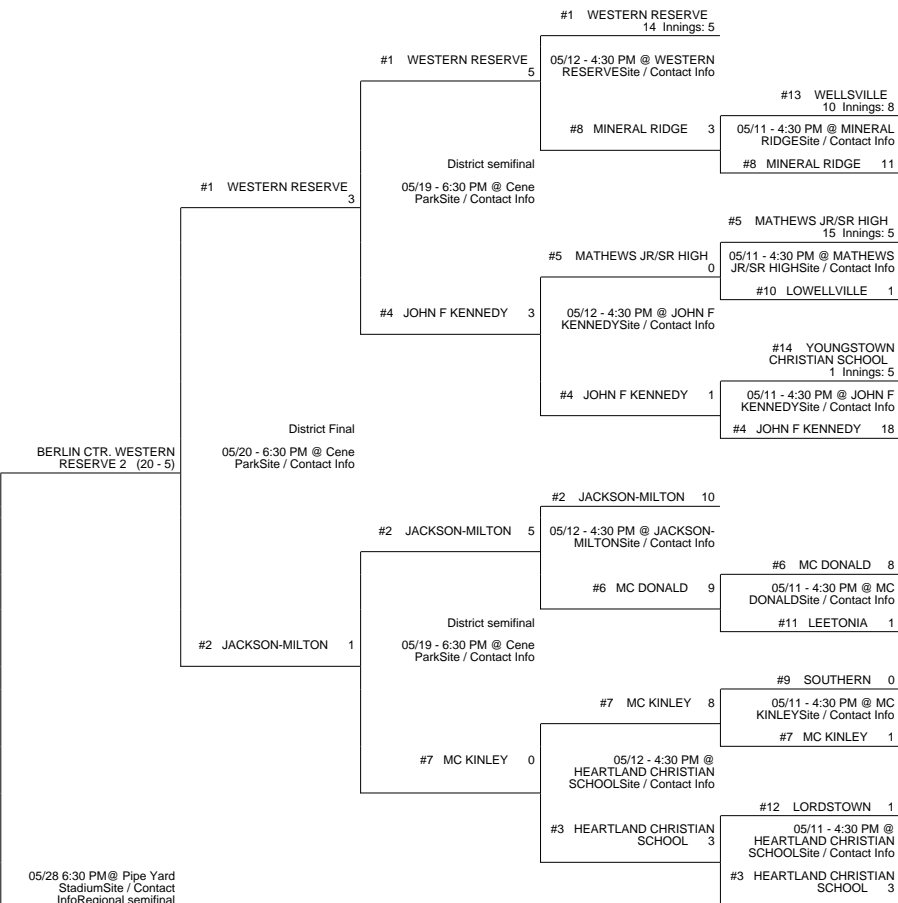 #1 WESTERN RESERVE
14 Innings: 5
#1 WESTERN RESERVE
5
05/12 - 4:30 PM @ WESTERN
RESERVESite / Contact Info
#13 WELLSVILLE
10 Innings: 8
#8 MINERAL RIDGE 3
05/11 - 4:30 PM @ MINERAL
RIDGESite / Contact Info
#8 MINERAL RIDGE 11
District semifinal
05/19 - 6:30 PM @ Cene
ParkSite / Contact Info
#1 WESTERN RESERVE
3
#5 MATHEWS JR/SR HIGH
15 Innings: 5
#5 MATHEWS JR/SR HIGH
0
05/11 - 4:30 PM @ MATHEWS
JR/SR HIGHSite / Contact Info
#10 LOWELLVILLE 1
#4 JOHN F KENNEDY 3
05/12 - 4:30 PM @ JOHN F
KENNEDYSite / Contact Info
#14 YOUNGSTOWN
CHRISTIAN SCHOOL
1 Innings: 5
#4 JOHN F KENNEDY 1
05/11 - 4:30 PM @ JOHN F
KENNEDYSite / Contact Info
#4 JOHN F KENNEDY 18
District Final
05/20 - 6:30 PM @ Cene
ParkSite / Contact Info
BERLIN CTR. WESTERN
RESERVE 2 (20 - 5)
#2 JACKSON-MILTON 10
#2 JACKSON-MILTON 5
05/12 - 4:30 PM @ JACKSON-
MILTONSite / Contact Info
#6 MC DONALD 8
#6 MC DONALD 9
05/11 - 4:30 PM @ MC
DONALDSite / Contact Info
#11 LEETONIA 1
District semifinal
05/19 - 6:30 PM @ Cene
ParkSite / Contact Info
#2 JACKSON-MILTON 1
#9 SOUTHERN 0
#7 MC KINLEY 8
05/11 - 4:30 PM @ MC
KINLEYSite / Contact Info
#7 MC KINLEY 1
#7 MC KINLEY 0
05/12 - 4:30 PM @
HEARTLAND CHRISTIAN
SCHOOLSite / Contact Info
#12 LORDSTOWN 1
#3 HEARTLAND CHRISTIAN
SCHOOL 3
05/11 - 4:30 PM @
HEARTLAND CHRISTIAN
SCHOOLSite / Contact Info
#3 HEARTLAND CHRISTIAN
SCHOOL 3
05/28 6:30 PM@ Pipe Yard
StadiumSite / Contact
InfoRegional semifinal